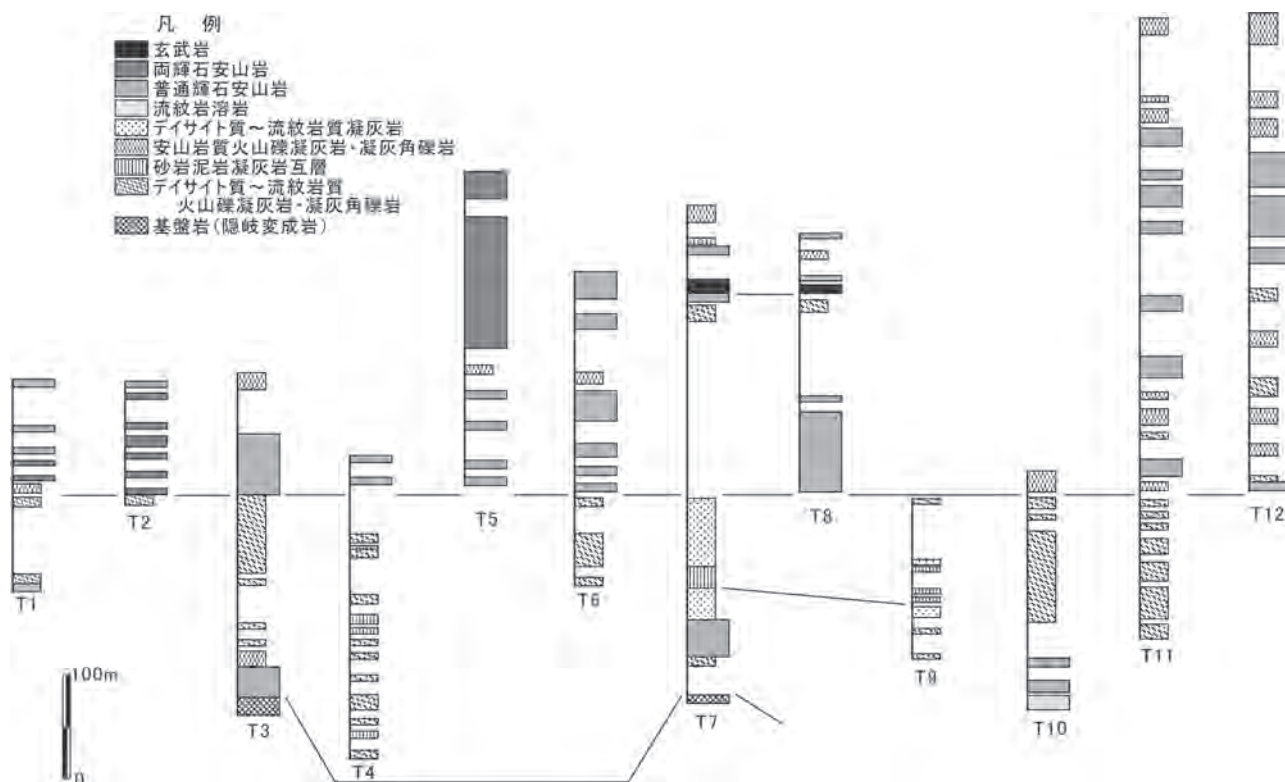 凡 例
玄武岩
両輝石安山岩
普通輝石安山岩
流紋岩溶岩
デイサイト質～流紋岩質凝灰岩
安山岩質火山礫凝灰岩・凝灰角礫岩
砂岩泥岩凝灰岩互層
デイサイト質～流紋岩質
火山礫凝灰岩・凝灰角礫岩
基盤岩(隠岐変成岩)
T1
T2
T3
T4
T5
T6
T7
T8
T9
T10
T11
T12
100m
0